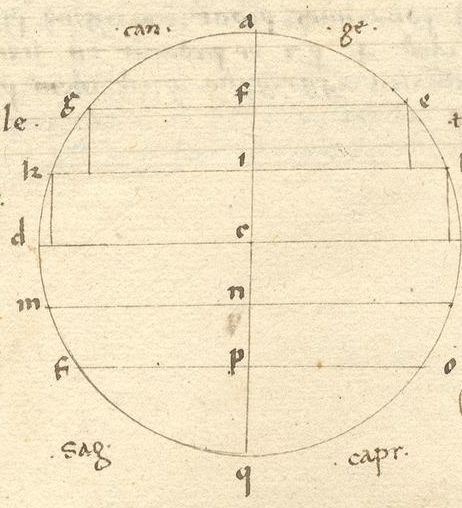 .can. a .ge.
le. g f e t
k i
d c
m n
p o
.sag. .capr.
q